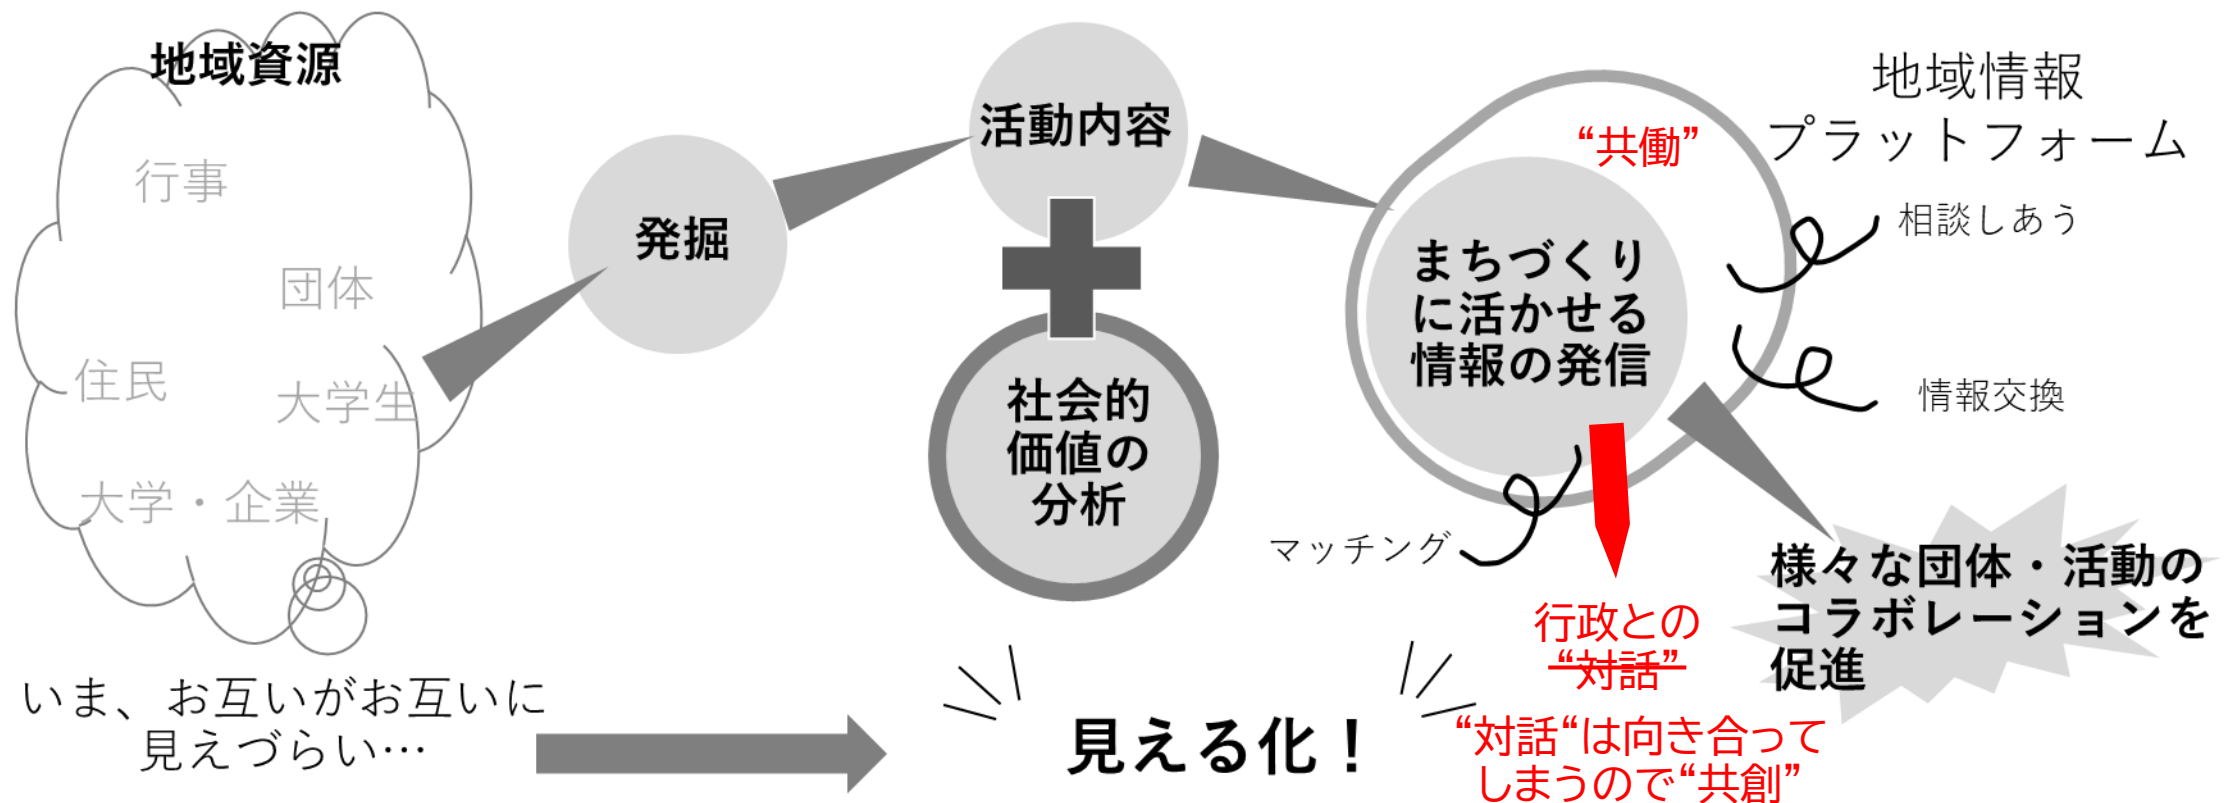 地域資源
行事
団体
住民
大学生
大学・企業
いま、お互いがお互いに
見えづらい…
発掘
活動内容
社会的
価値の
分析
見える化！
“共働”
まちづくり
に活かせる
情報の発信
地域情報
プラットフォーム
相談しあう
情報交換
マッチング
行政との
“対話”
“対話“は向き合って
しまうので“共創”
様々な団体・活動の
コラボレーションを
促進